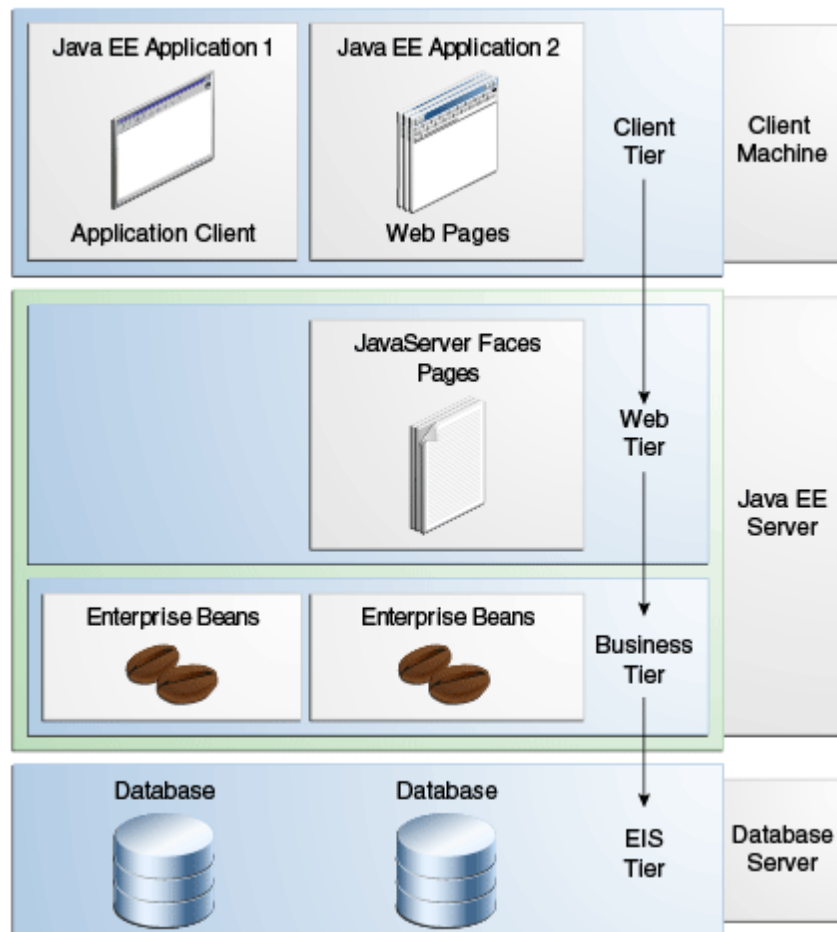 Java EE Application 1
Java EE Application 2
Application Client
Web Pages
Client
Tier
Client
Machine
JavaServer Faces
Pages
Web
Tier
Java EE
Server
Enterprise Beans
Enterprise Beans
Business
Tier
Database
Database
EIS
Tier
Database
Server